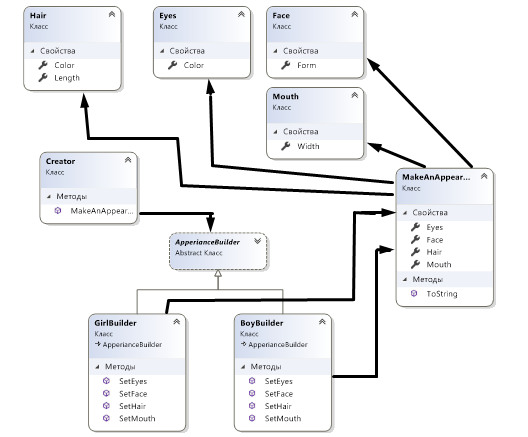 Hair
Класс
Свойства
Color
Length
Eyes
Класс
Свойства
Color
Face
Класс
Свойства
Form
Mouth
Класс
Свойства
Width
Creator
Класс
Методы
MakeAnAppear...
MakeAnAppear...
Класс
Свойства
Eyes
Face
Hair
Mouth
Методы
ToString
ApperianceBuilder
Abstract Класс
GirlBuilder
Класс
ApperianceBuilder
Методы
SetEyes
SetFace
SetHair
SetMouth
BoyBuilder
Класс
ApperianceBuilder
Методы
SetEyes
SetFace
SetHair
SetMouth